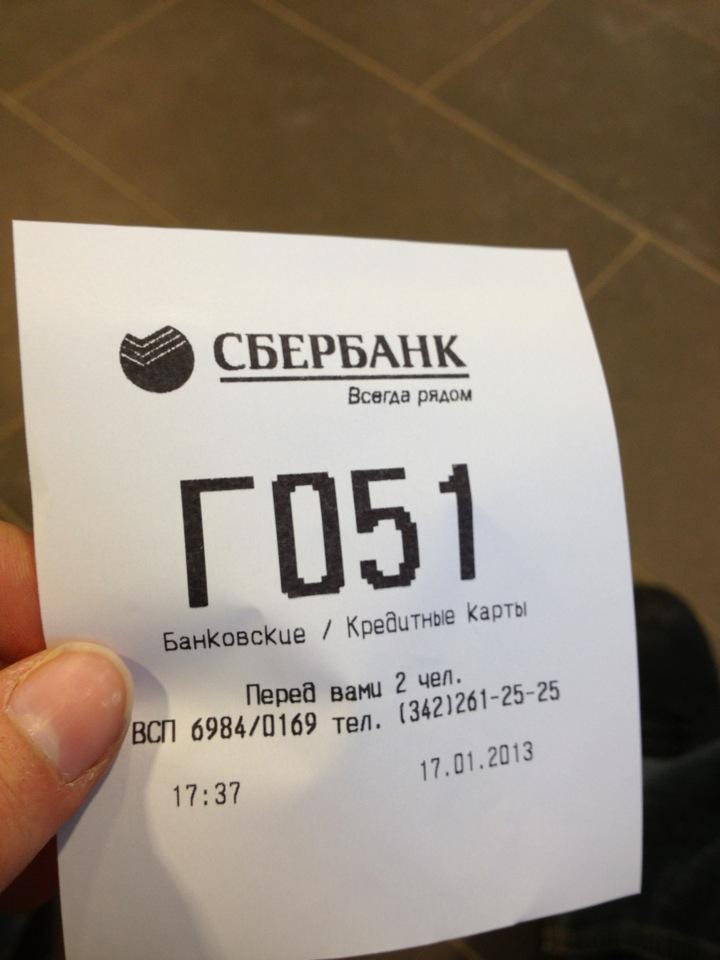 СБЕРБАНК
Всегда рядом
Г051
Банковские / Кредитные карты
Перед вами 2 чел.
ВСП 6984/0169 тел. (342)261-25-25
17:37 17.01.2013